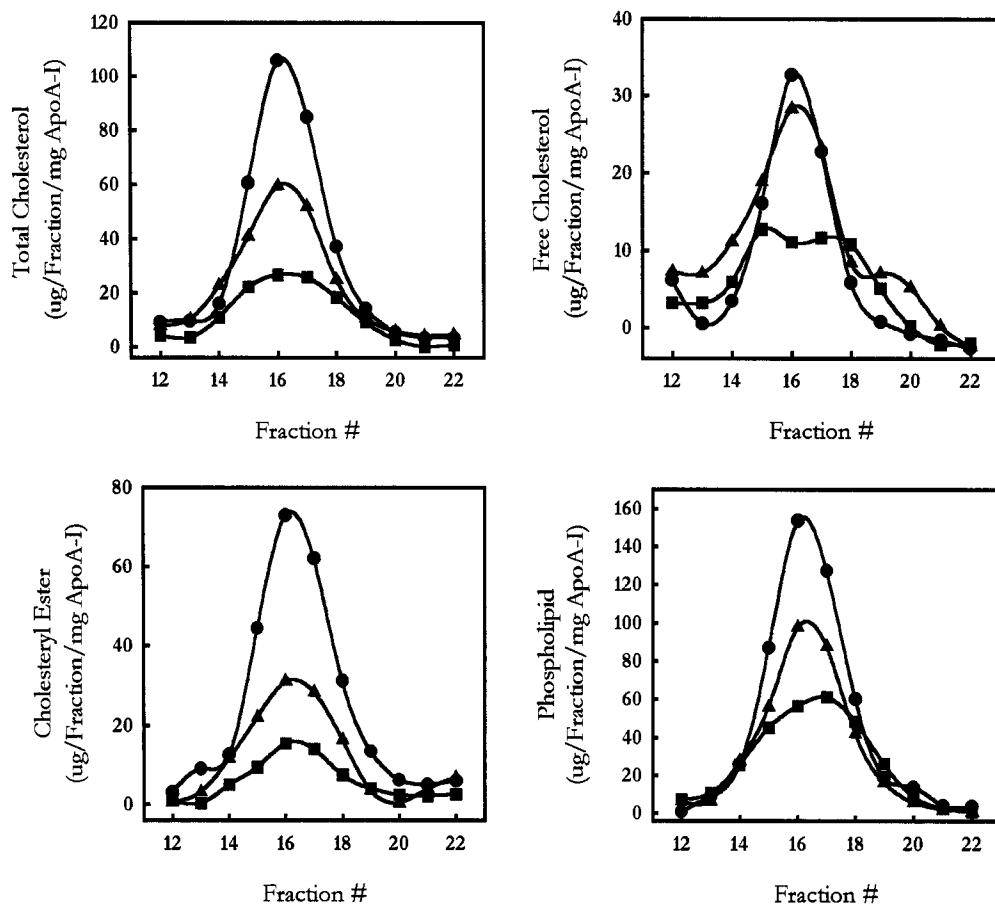 120
100
80
60
40
20
0
Total Cholesterol
(ug/Fraction/mg ApoA-I)
12 14 16 18 20 22
Fraction #
40
30
20
10
0
Free Cholesterol
(ug/Fraction/mg ApoA-I)
12 14 16 18 20 22
Fraction #
80
60
40
20
0
Cholesteryl Ester
(ug/Fraction/mg ApoA-I)
12 14 16 18 20 22
Fraction #
160
140
120
100
80
60
40
20
0
Phospholipid
(ug/Fraction/mg ApoA-I)
12 14 16 18 20 22
Fraction #